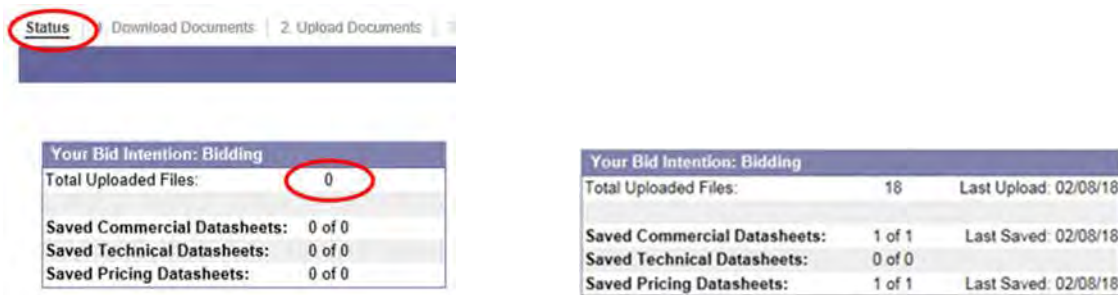 Status Download Documents 2. Upload Documents
Your Bid Intention: Bidding
Total Uploaded Files: 0
Saved Commercial Datasheets: 0 of 0
Saved Technical Datasheets: 0 of 0
Saved Pricing Datasheets: 0 of 0
Your Bid Intention: Bidding
Total Uploaded Files: 18 Last Upload: 02/08/18
Saved Commercial Datasheets: 1 of 1 Last Saved: 02/08/18
Saved Technical Datasheets: 0 of 0
Saved Pricing Datasheets: 1 of 1 Last Saved: 02/08/18